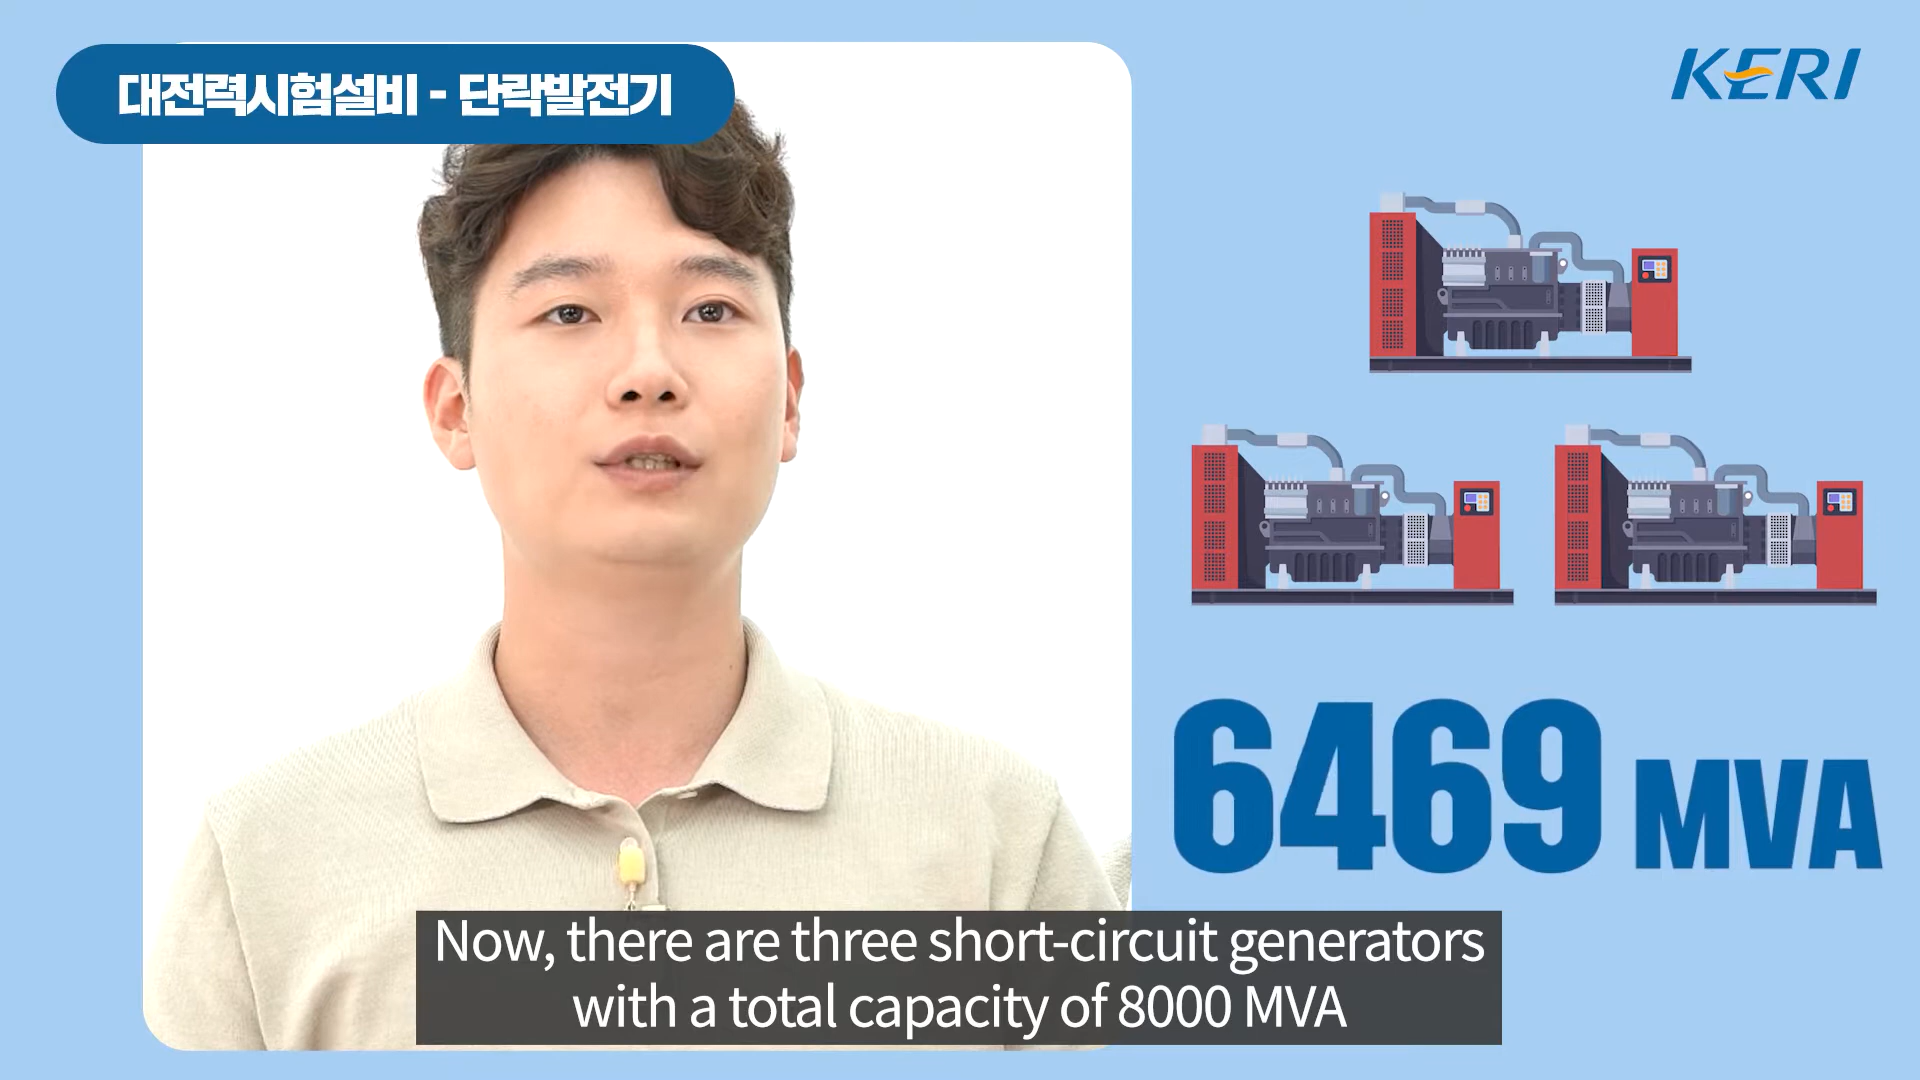 대전력시험설비 - 단락발전기
KERI
6469 MVA
Now, there are three short-circuit generators
with a total capacity of 8000 MVA